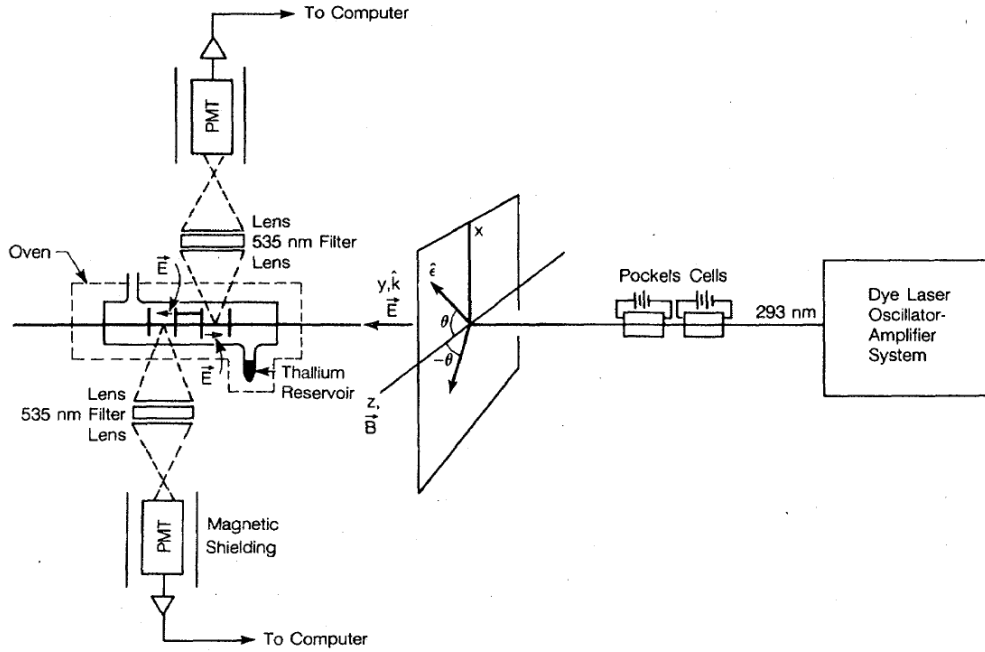 To Computer
PMT
Lens
535 nm Filter
Lens
Oven
E
E
Thallium
Reservoir
Lens
535 nm Filter
Lens
PMT
Magnetic
Shielding
To Computer
x
ε̂
y,k̂
E
θ
-θ
z,
B
Pockels Cells
293 nm
Dye Laser
Oscillator-
Amplifier
System